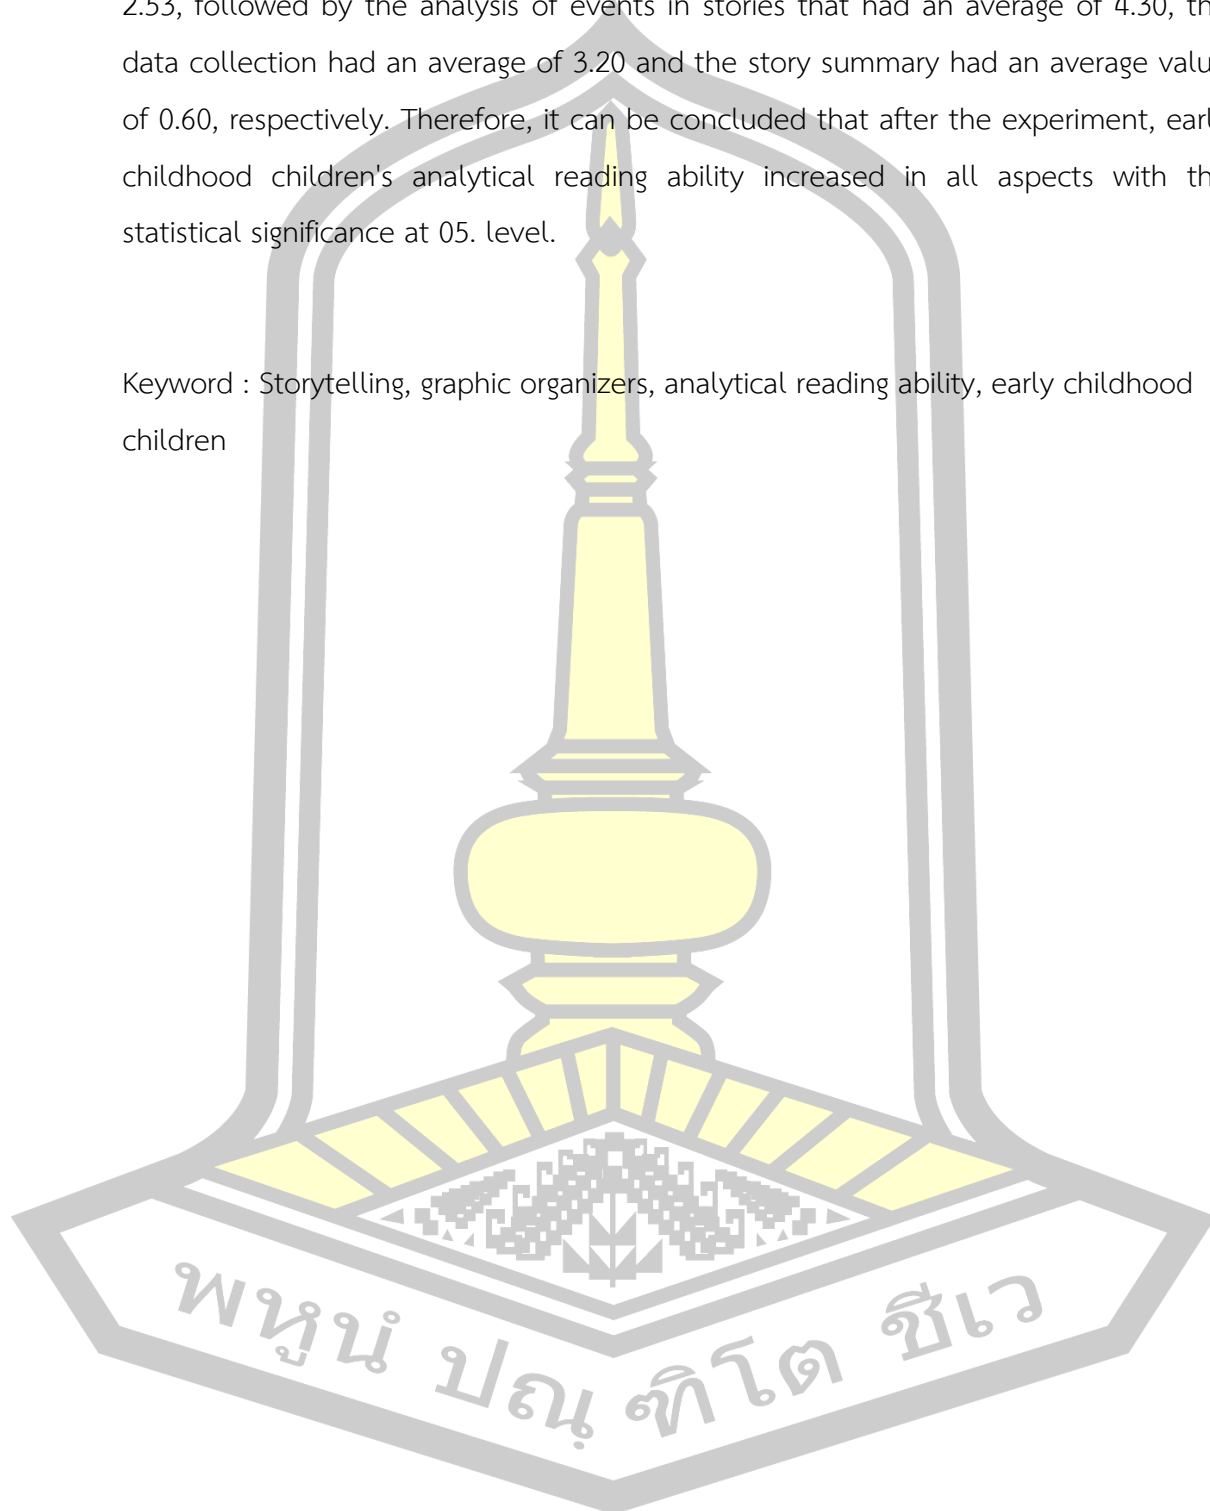 2.53, followed by the analysis of events in stories that had an average of 4.30, th
data collection had an average of 3.20 and the story summary had an average valu
of 0.60, respectively. Therefore, it can be concluded that after the experiment, earl
childhood children's analytical reading ability increased in all aspects with th
statistical significance at 05. level.
Keyword : Storytelling, graphic organizers, analytical reading ability, early childhood
children
พหูนํ ปณฺ ฑิโต ชีเว